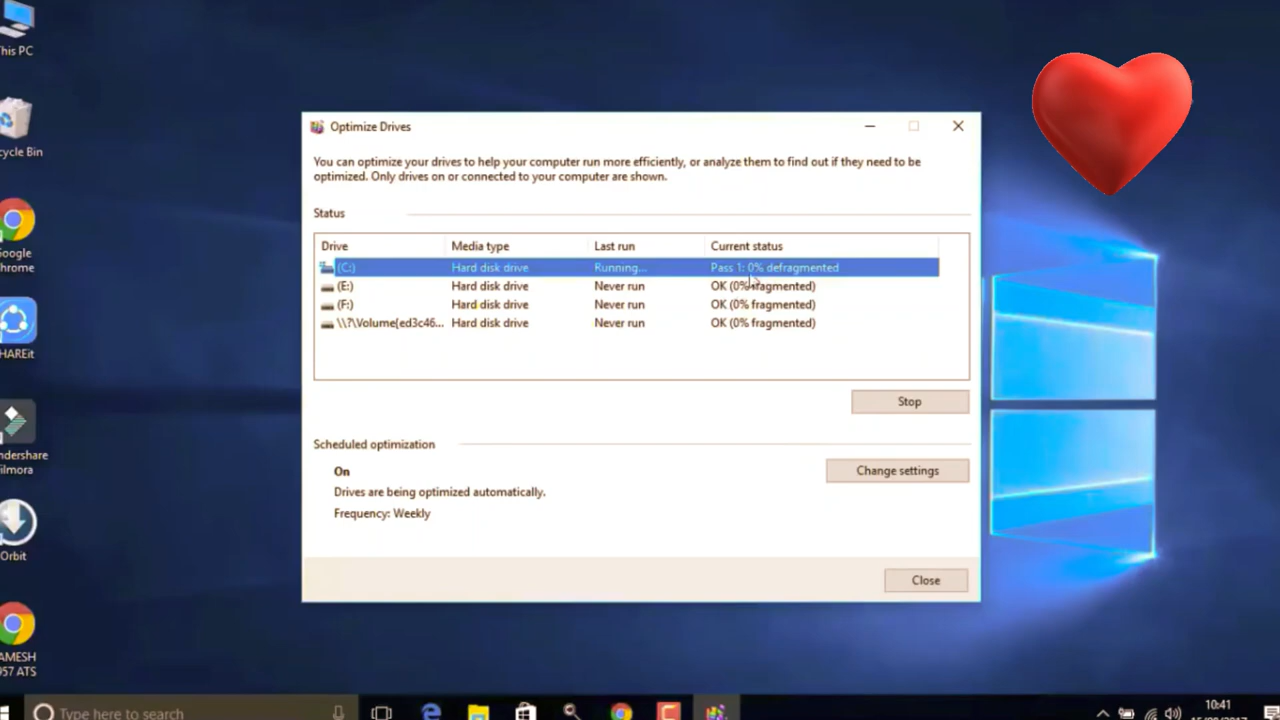 This PC
cycle Bin
Google
hrome
HAREit
ndershare
ilmora
Orbit
AMESH
957 ATS
Optimize Drives
You can optimize your drives to help your computer run more efficiently, or analyze them to find out if they need to be
optimized. Only drives on or connected to your computer are shown.
Status
Drive Media type Last run Current status
(C:) Hard disk drive Running... Pass 1: 0% defragmented
(E:) Hard disk drive Never run OK (0% fragmented)
(F:) Hard disk drive Never run OK (0% fragmented)
\\?\Volume{ed3c46... Hard disk drive Never run OK (0% fragmented)
Stop
Scheduled optimization
On
Change settings
Drives are being optimized automatically.
Frequency: Weekly
Close
Type here to search
10:41